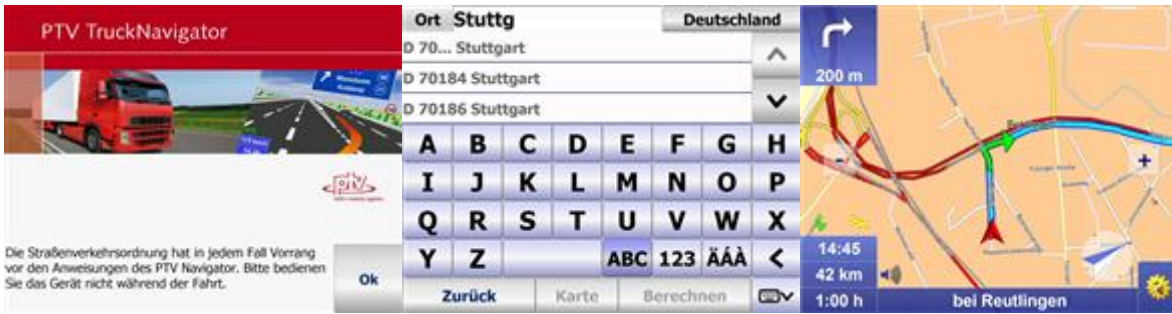 PTV TruckNavigator
ptv
Die Straßenverkehrsordnung hat in jedem Fall Vorrang
vor den Anweisungen des PTV Navigator. Bitte bedienen
Sie das Gerät nicht während der Fahrt.
Ok
Ort Stuttg Deutschland
D 70... Stuttgart
D 70184 Stuttgart
D 70186 Stuttgart
A B C D E F G H
I J K L M N O P
Q R S T U V W X
Y Z ABC 123 ÄÁÀ <
Zurück Karte Berechnen
200 m
- +
14:45
42 km
1:00 h bei Reutlingen